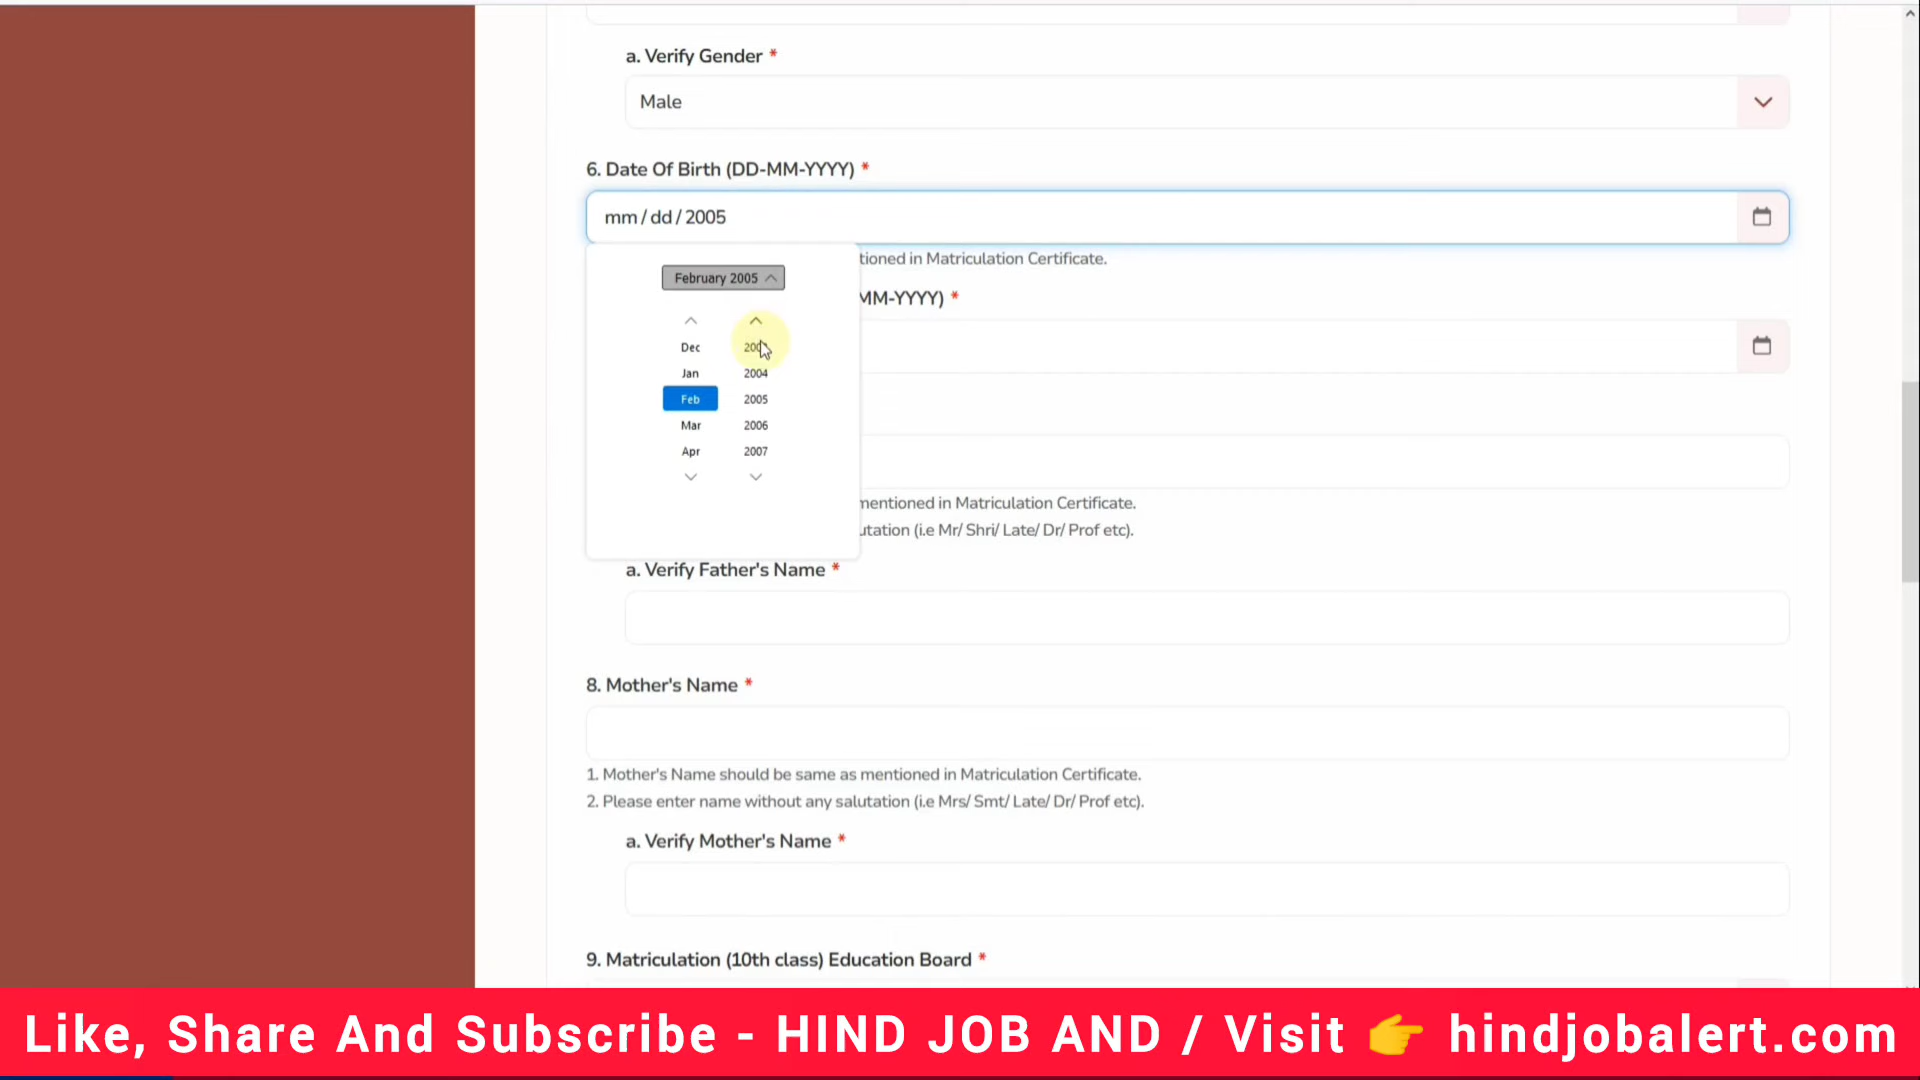 a. Verify Gender *
Male
6. Date Of Birth (DD-MM-YYYY) *
mm / dd / 2005
tioned in Matriculation Certificate.
February 2005
MM-YYYY) *
Dec
Jan 2004
Feb 2005
Mar 2006
Apr 2007
mentioned in Matriculation Certificate.
utation (i.e Mr/ Shri/ Late/ Dr/ Prof etc).
a. Verify Father's Name *
8. Mother's Name *
1. Mother's Name should be same as mentioned in Matriculation Certificate.
2. Please enter name without any salutation (i.e Mrs/ Smt/ Late/ Dr/ Prof etc).
a. Verify Mother's Name *
9. Matriculation (10th class) Education Board *
Like, Share And Subscribe - HIND JOB AND / Visit 👉 hindjobalert.com